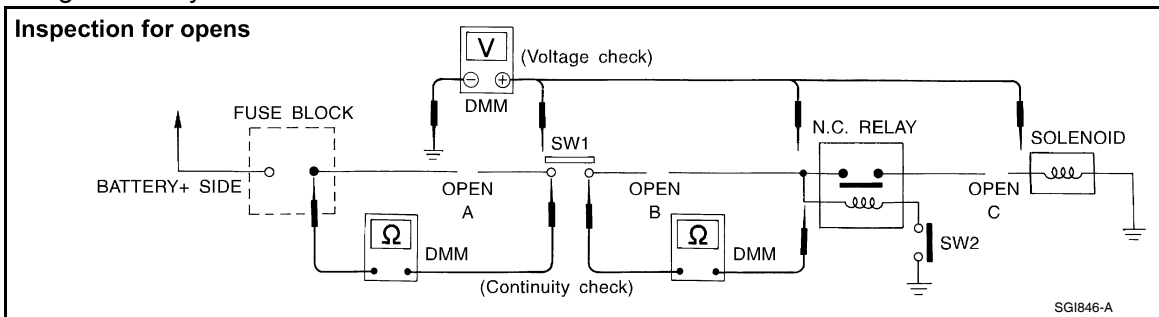 Inspection for opens
V
(Voltage check)
DMM
FUSE BLOCK
N.C. RELAY
SW1
SOLENOID
BATTERY+ SIDE
OPEN
A
OPEN
B
OPEN
C
Ω
DMM
Ω
DMM
SW2
(Continuity check)
SGI846-A